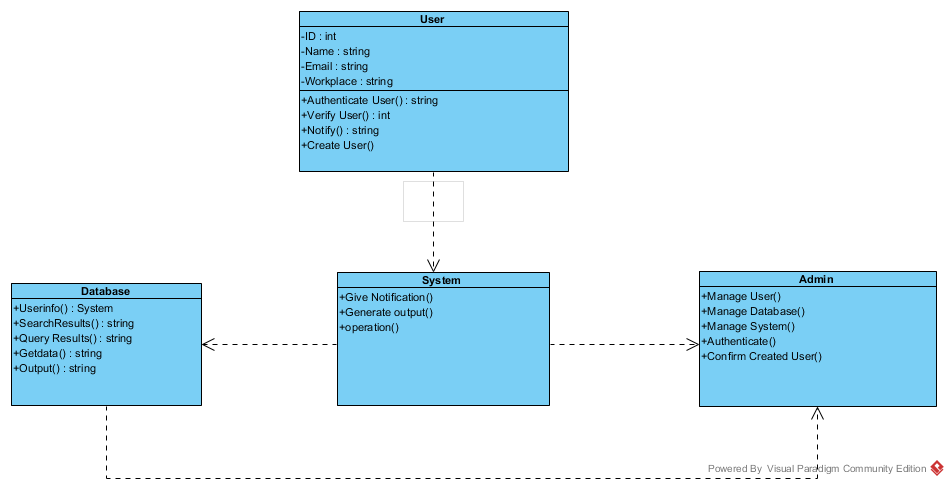 User
-ID : int
-Name : string
-Email : string
-Workplace : string
+Authenticate User() : string
+Verify User() : int
+Notify() : string
+Create User()
Database
+Userinfo() : System
+SearchResults() : string
+Query Results() : string
+Getdata() : string
+Output() : string
System
+Give Notification()
+Generate output()
+operation()
Admin
+Manage User()
+Manage Database()
+Manage System()
+Authenticate()
+Confirm Created User()
Powered By Visual Paradigm Community Edition